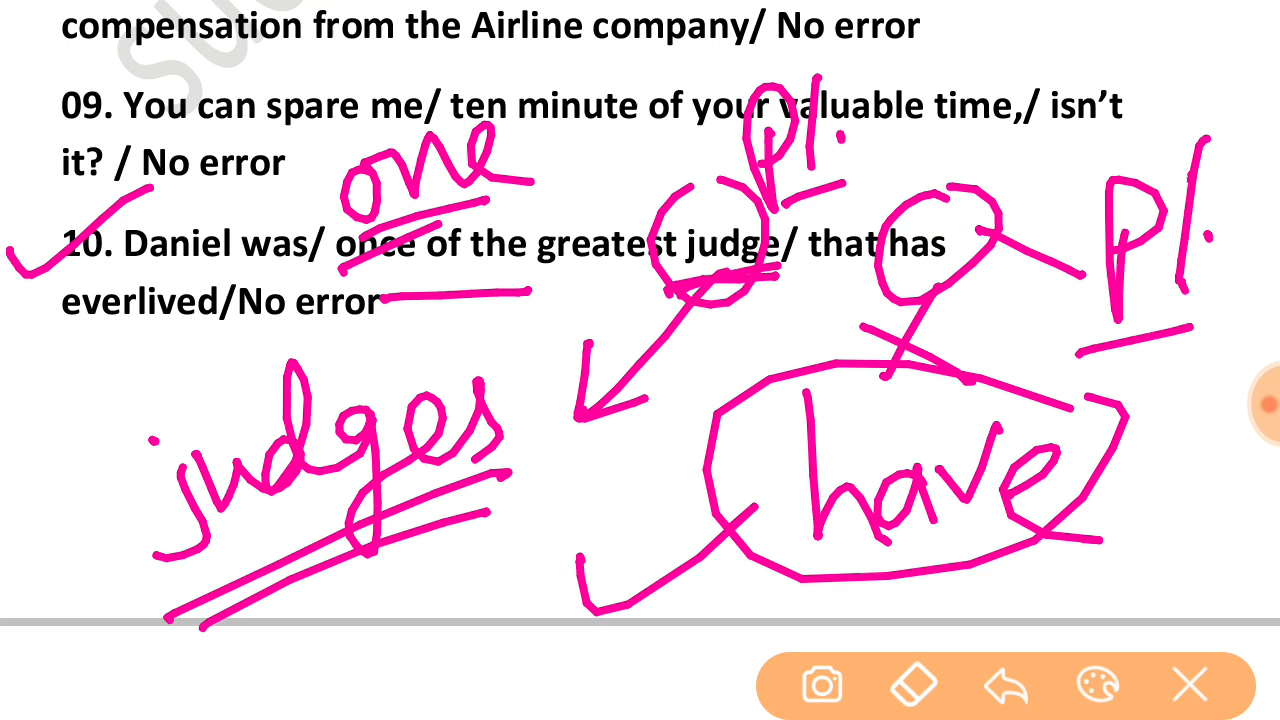 compensation from the Airline company/ No error
09. You can spare me/ ten minute of your valuable time,/ isn't
it? / No error
one
pl.
pl.
10. Daniel was/ once of the greatest judge/ that has
everlived/No error
judges
have